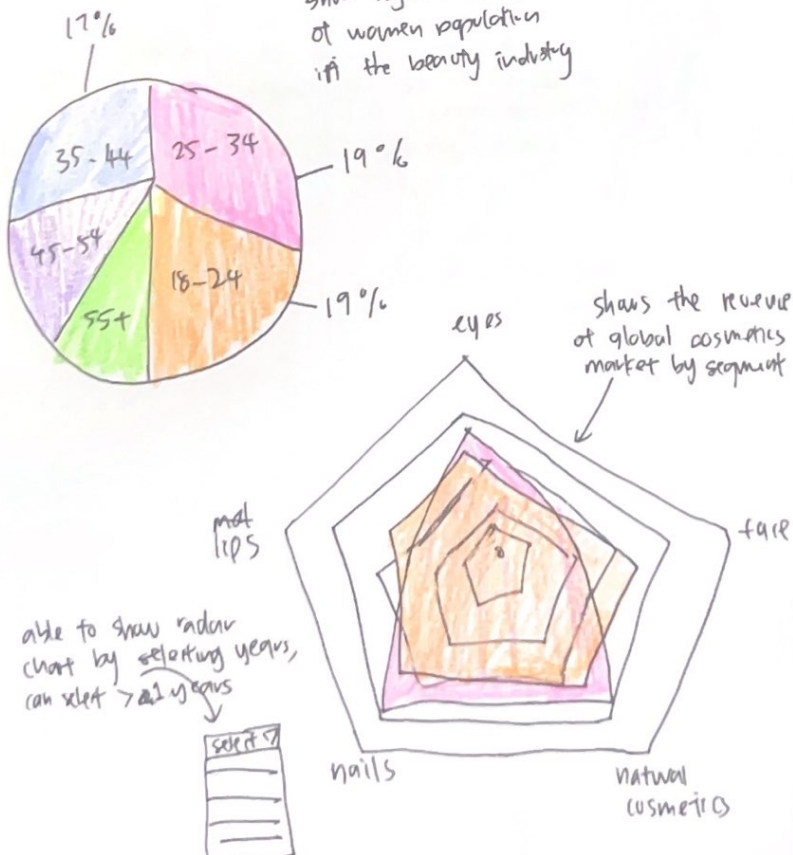 17%
of women population
in the beauty industry
35-44
25-34
19%
45-54
18-24
55+
19%
eyes
shows the revenue
of global cosmetics
market by segment
lips
face
able to show radar
chart by selecting years,
can select >1 years
select
nails
natural
cosmetics